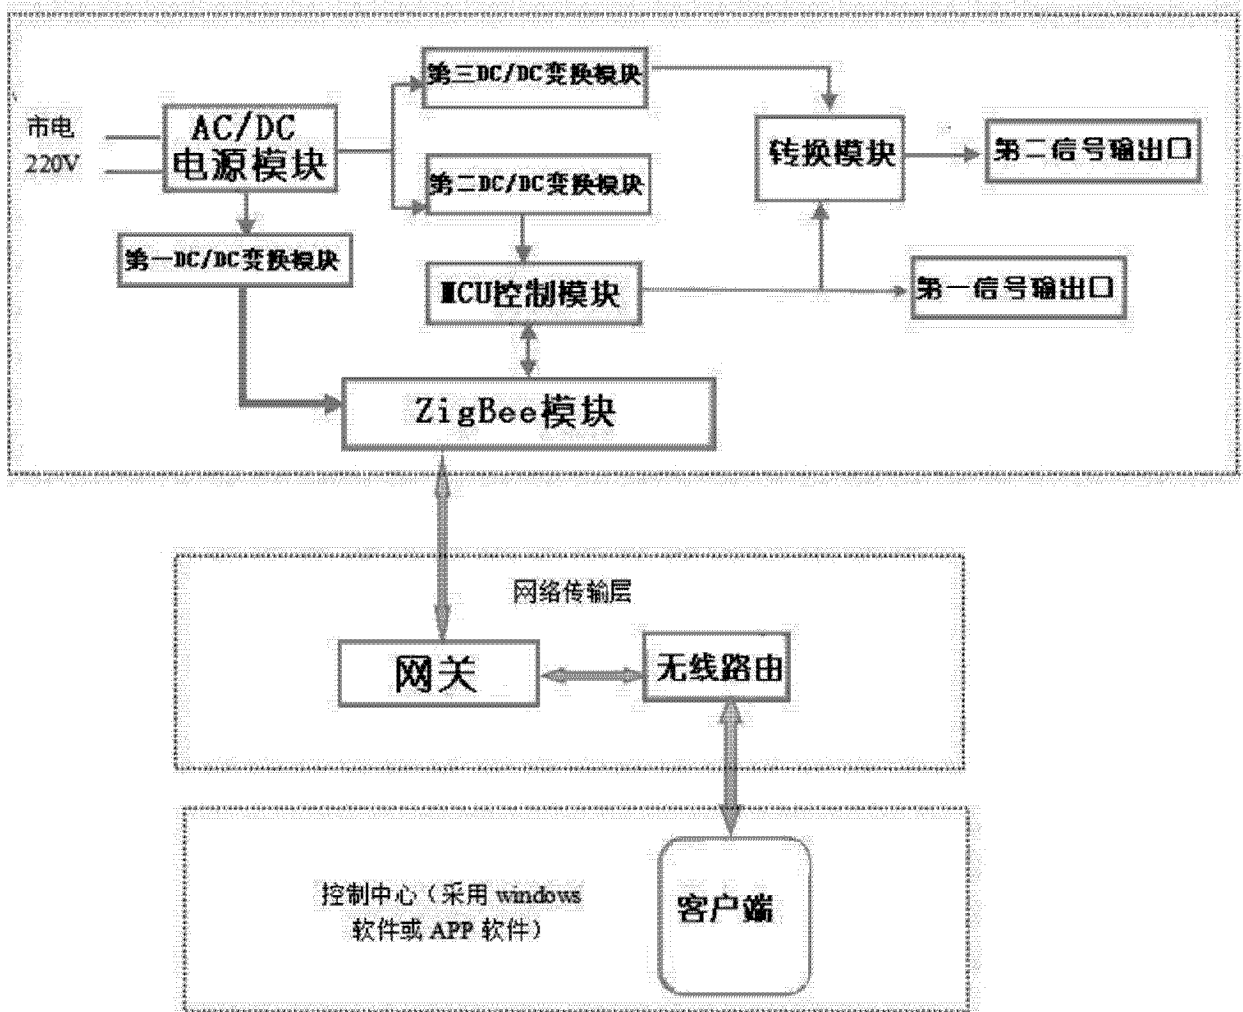 第三DC/DC变换模块
市电
220V
AC/DC
电源模块
转换模块
第二信号输出口
第二DC/DC变换模块
第一DC/DC变换模块
MCU控制模块
第一信号输出口
ZigBee模块
网络传输层
网关
无线路由
控制中心（采用 windows
软件或 APP 软件）
客户端